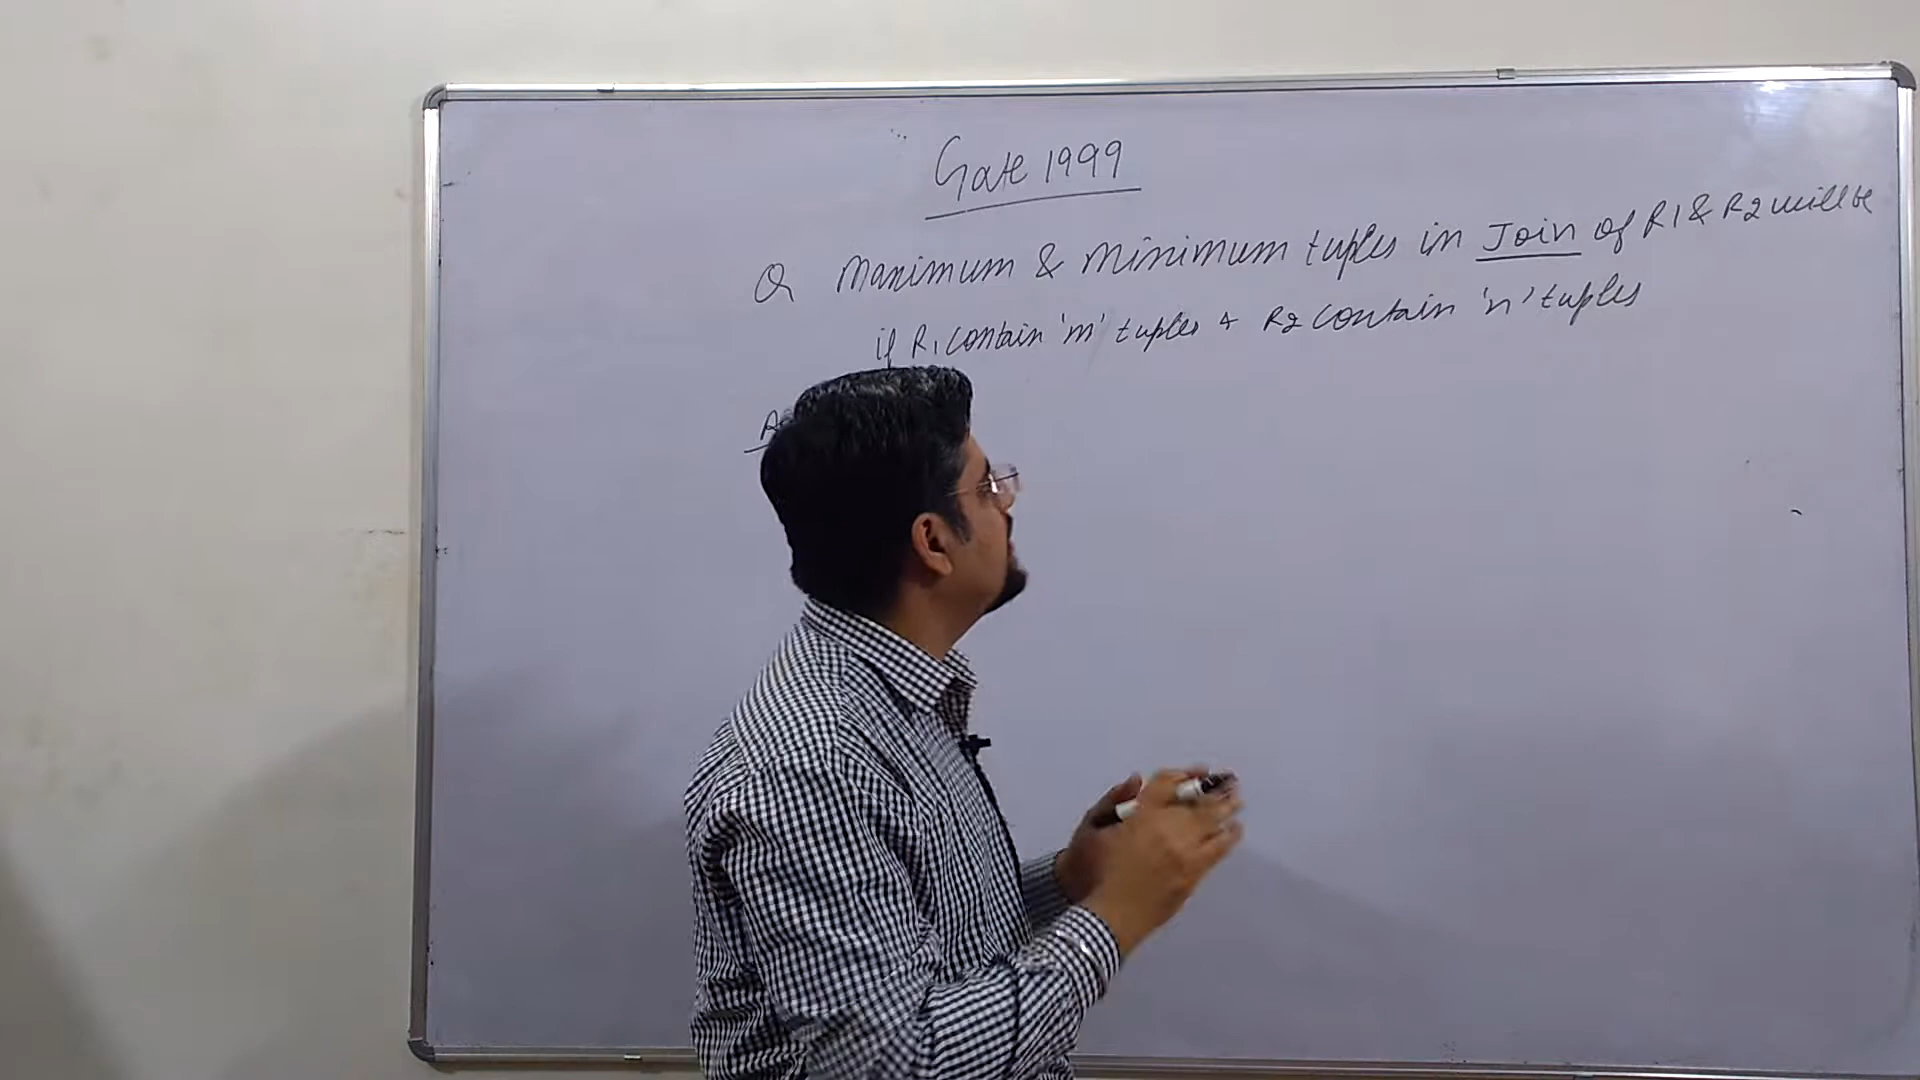 Gate 1999
Q Maximum & Minimum tuples in Join of R1 & R2 will be
if R1 contain 'm' tuples & R2 contain 'n' tuples